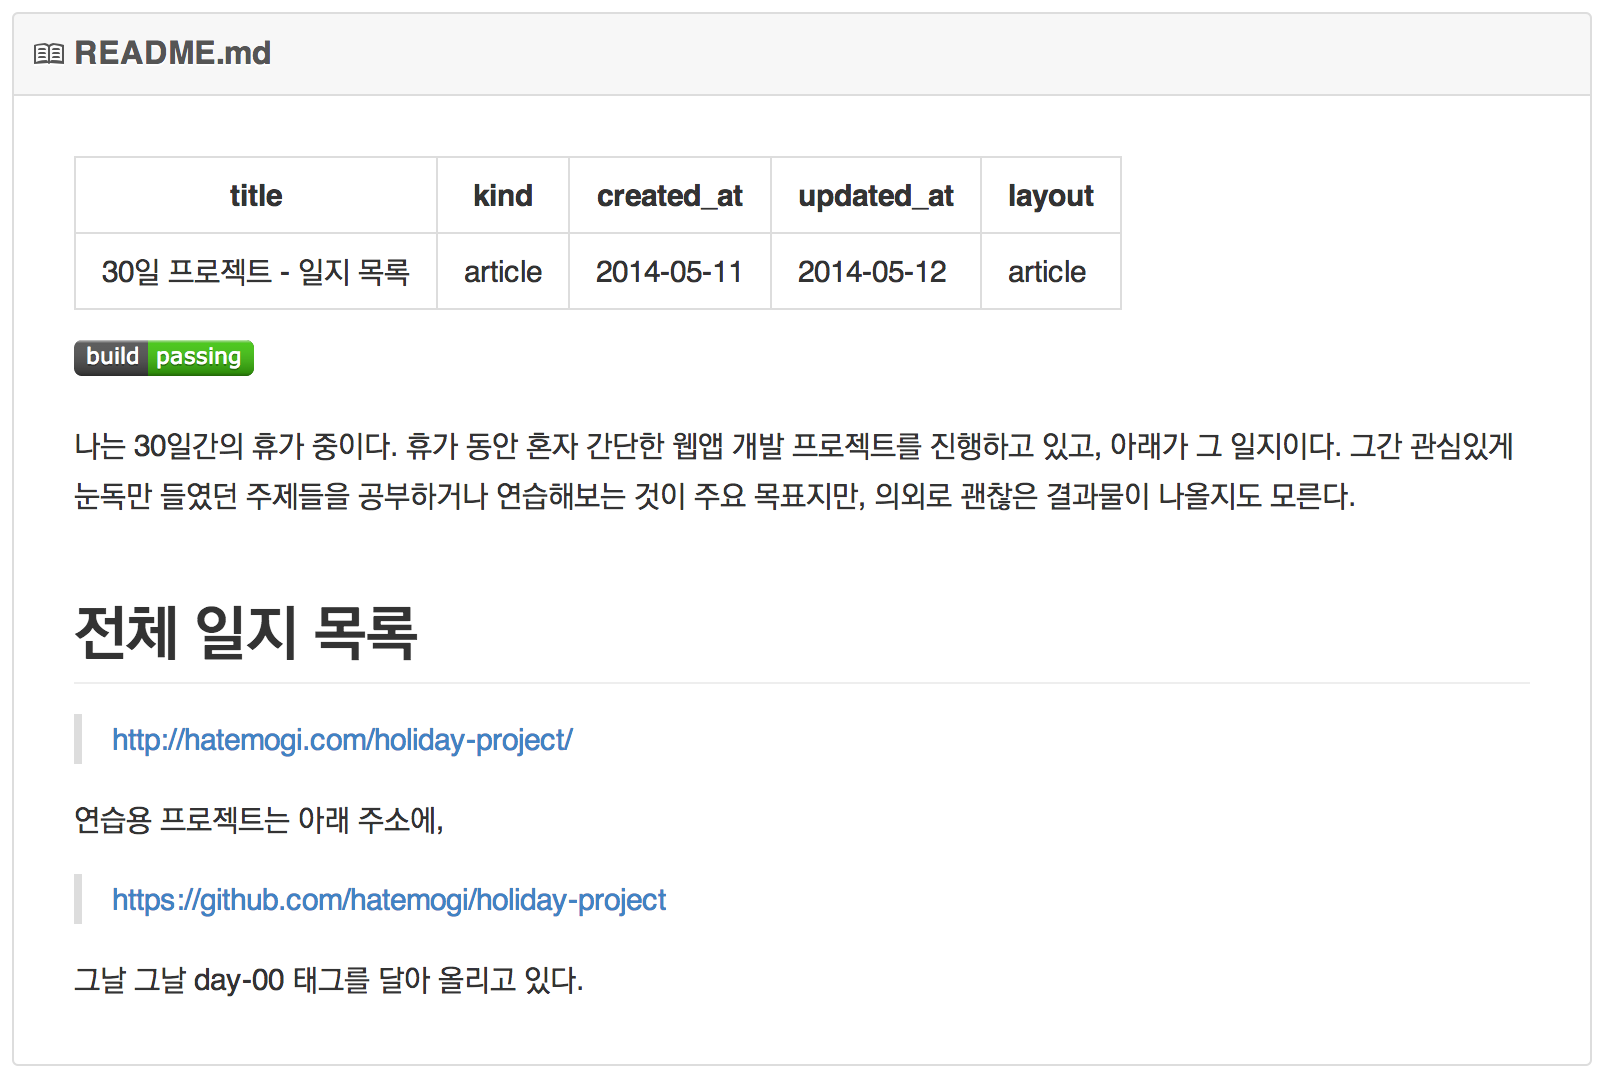 README.md
title kind created_at updated_at layout
30일 프로젝트 - 일지 목록 article 2014-05-11 2014-05-12 article
build passing
나는 30일간의 휴가 중이다. 휴가 동안 혼자 간단한 웹앱 개발 프로젝트를 진행하고 있고, 아래가 그 일지이다. 그간 관심있게
눈독만 들였던 주제들을 공부하거나 연습해보는 것이 주요 목표지만, 의외로 괜찮은 결과물이 나올지도 모른다.
전체 일지 목록
http://hatemogi.com/holiday-project/
연습용 프로젝트는 아래 주소에,
https://github.com/hatemogi/holiday-project
그날 그날 day-00 태그를 달아 올리고 있다.